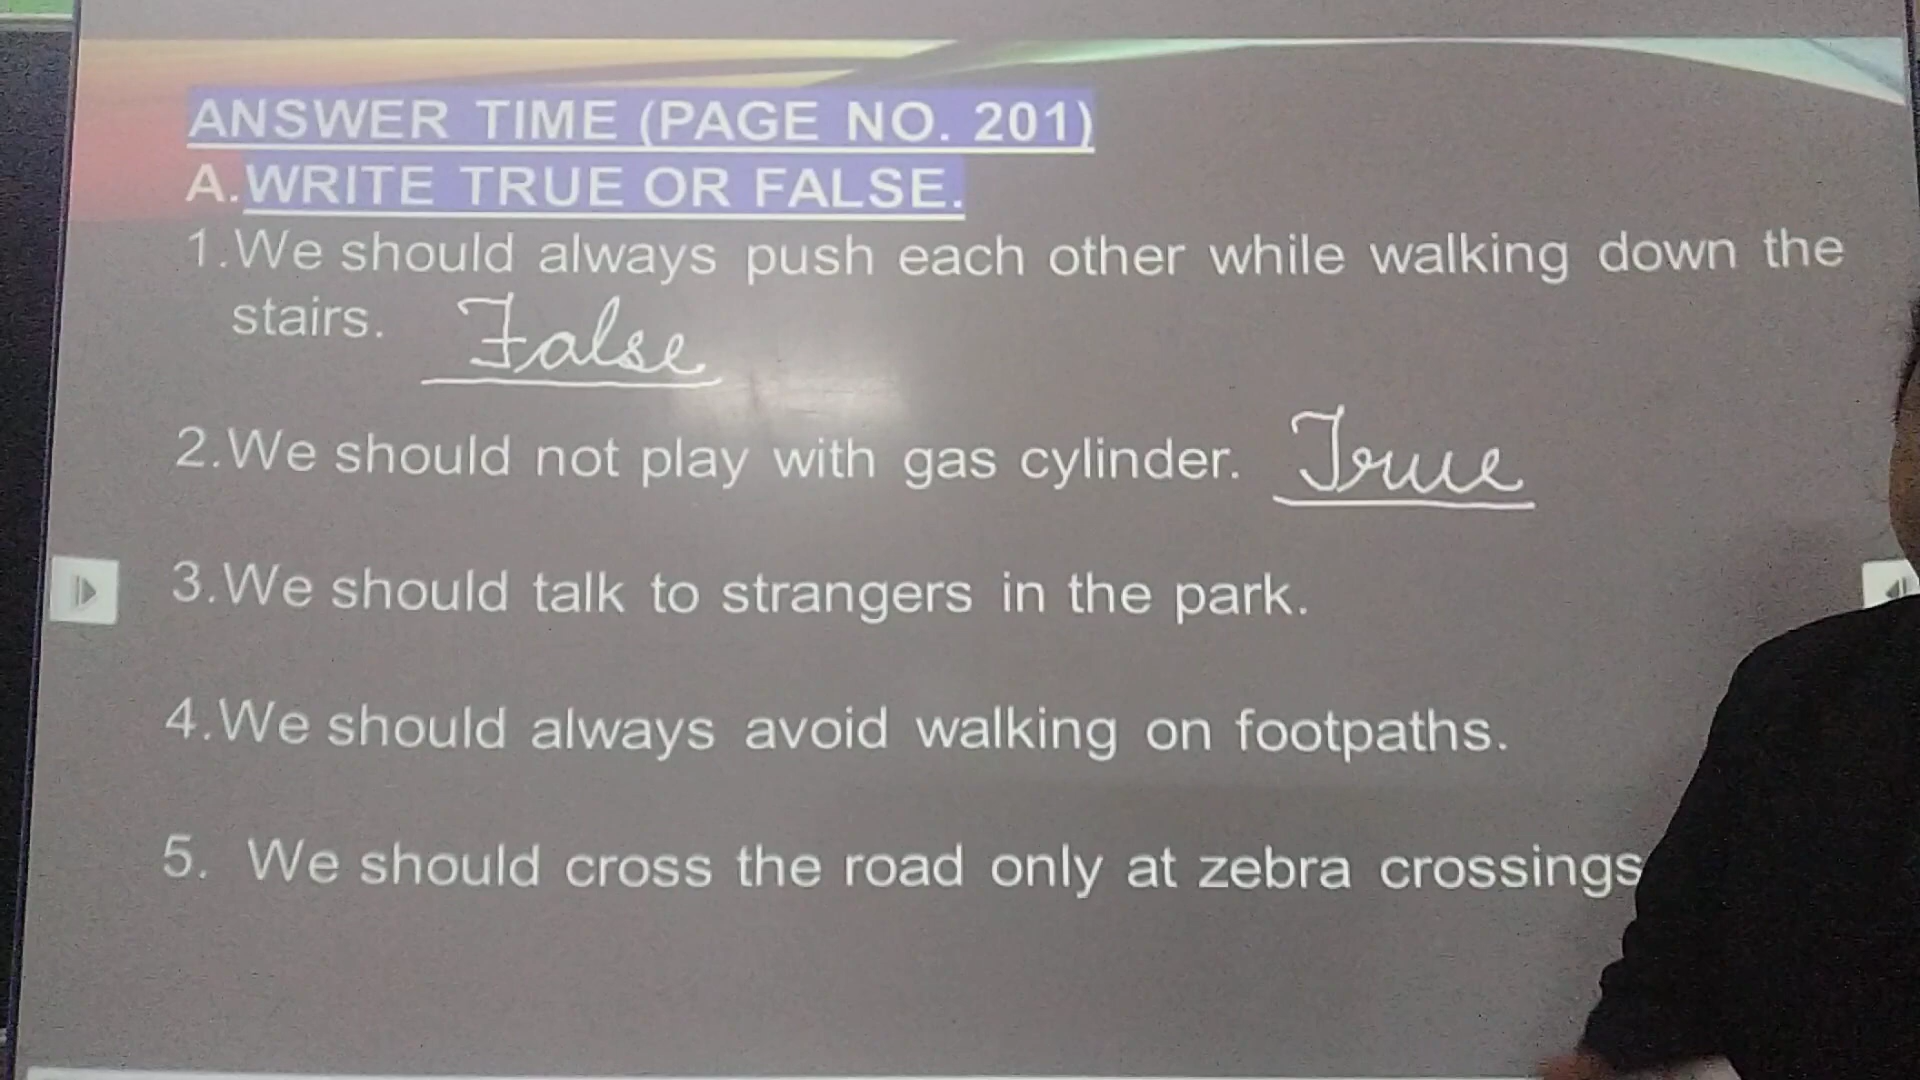 ANSWER TIME (PAGE NO. 201)
A.WRITE TRUE OR FALSE.
1.We should always push each other while walking down the
stairs. False
2.We should not play with gas cylinder. True
3.We should talk to strangers in the park.
4.We should always avoid walking on footpaths.
5. We should cross the road only at zebra crossings